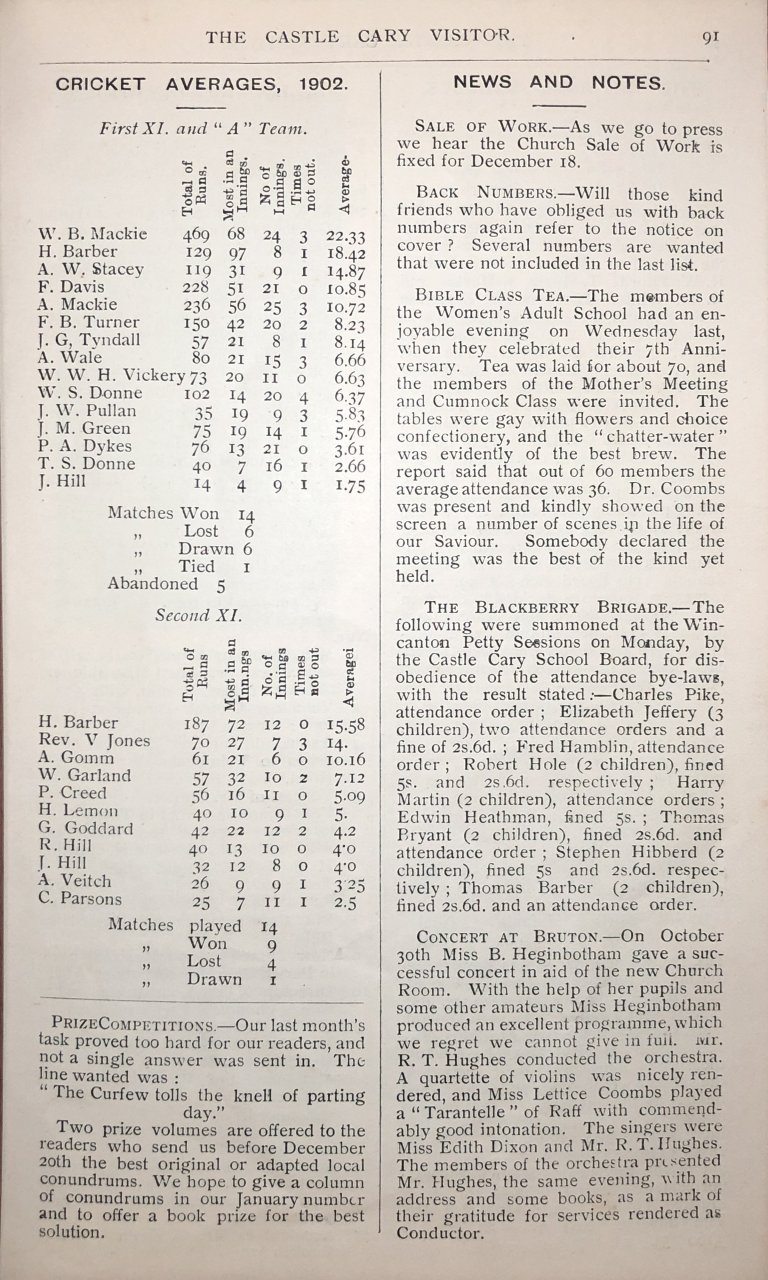 THE CASTLE CARY VISITOR.
91
CRICKET AVERAGES, 1902.
First XI. and "A" Team.
Total of Runs. Most in an Innings. No of Innings. Times not out. Average-
W. B. Mackie 469 68 24 3 22.33
H. Barber 129 97 8 1 18.42
A. W. Stacey 119 31 9 1 14.87
F. Davis 228 51 21 0 10.85
A. Mackie 236 56 25 3 10.72
F. B. Turner 150 42 20 2 8.23
J. G, Tyndall 57 21 8 1 8.14
A. Wale 80 21 15 3 6.66
W. W. H. Vickery 73 20 11 0 6.63
W. S. Donne 102 14 20 4 6.37
J. W. Pullan 35 19 9 3 5.83
J. M. Green 75 19 14 1 5.76
P. A. Dykes 76 13 21 0 3.61
T. S. Donne 40 7 16 1 2.66
J. Hill 14 4 9 1 1.75
Matches Won 14
„ Lost 6
„ Drawn 6
„ Tied 1
Abandoned 5
Second XI.
Total of Runs Most in an Inn.ngs No. of Innings Times not out Averagei
H. Barber 187 72 12 0 15.58
Rev. V Jones 70 27 7 3 14.
A. Gomm 61 21 6 0 10.16
W. Garland 57 32 10 2 7.12
P. Creed 56 16 11 0 5.09
H. Lemon 40 10 9 1 5.
G. Goddard 42 22 12 2 4.2
R. Hill 40 13 10 0 4·0
J. Hill 32 12 8 0 4·0
A. Veitch 26 9 9 1 3·25
C. Parsons 25 7 11 1 2.5
Matches played 14
„ Won 9
„ Lost 4
„ Drawn 1
PRIZE COMPETITIONS.—Our last month's
task proved too hard for our readers, and
not a single answer was sent in. The
line wanted was :
"The Curfew tolls the knell of parting
day."
Two prize volumes are offered to the
readers who send us before December
20th the best original or adapted local
conundrums. We hope to give a column
of conundrums in our January number
and to offer a book prize for the best
solution.
NEWS AND NOTES.
SALE OF WORK.—As we go to press
we hear the Church Sale of Work is
fixed for December 18.
BACK NUMBERS.—Will those kind
friends who have obliged us with back
numbers again refer to the notice on
cover ? Several numbers are wanted
that were not included in the last list.
BIBLE CLASS TEA.—The members of
the Women's Adult School had an en-
joyable evening on Wednesday last,
when they celebrated their 7th Anni-
versary. Tea was laid for about 70, and
the members of the Mother's Meeting
and Cumnock Class were invited. The
tables were gay with flowers and choice
confectionery, and the "chatter-water"
was evidently of the best brew. The
report said that out of 60 members the
average attendance was 36. Dr. Coombs
was present and kindly showed on the
screen a number of scenes in the life of
our Saviour. Somebody declared the
meeting was the best of the kind yet
held.
THE BLACKBERRY BRIGADE.—The
following were summoned at the Win-
canton Petty Sessions on Monday, by
the Castle Cary School Board, for dis-
obedience of the attendance bye-laws,
with the result stated :—Charles Pike,
attendance order ; Elizabeth Jeffery (3
children), two attendance orders and a
fine of 2s.6d. ; Fred Hamblin, attendance
order ; Robert Hole (2 children), fined
5s. and 2s.6d. respectively ; Harry
Martin (2 children), attendance orders ;
Edwin Heathman, fined 5s. ; Thomas
Bryant (2 children), fined 2s.6d. and
attendance order ; Stephen Hibberd (2
children), fined 5s and 2s.6d. respec-
tively ; Thomas Barber (2 children),
fined 2s.6d. and an attendance order.
CONCERT AT BRUTON.—On October
30th Miss B. Heginbotham gave a suc-
cessful concert in aid of the new Church
Room. With the help of her pupils and
some other amateurs Miss Heginbotham
produced an excellent programme, which
we regret we cannot give in full. Mr.
R. T. Hughes conducted the orchestra.
A quartette of violins was nicely ren-
dered, and Miss Lettice Coombs played
a "Tarantelle" of Raff with commend-
ably good intonation. The singers were
Miss Edith Dixon and Mr. R. T. Hughes.
The members of the orchestra presented
Mr. Hughes, the same evening, with an
address and some books, as a mark of
their gratitude for services rendered as
Conductor.